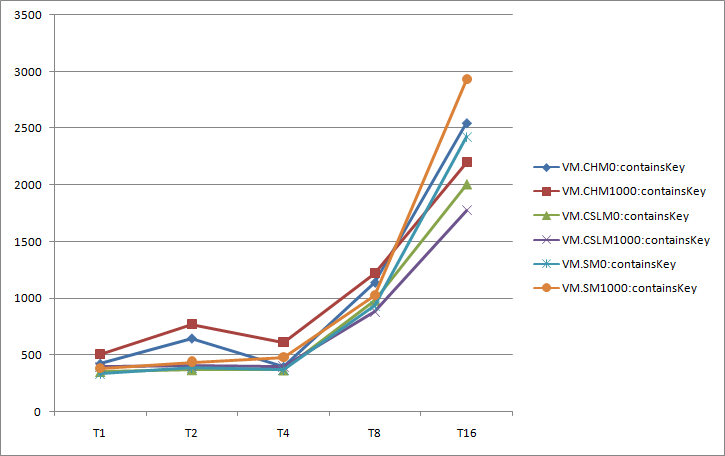 3500
3000
2500
2000
1500
1000
500
0
T1 T2 T4 T8 T16
VM.CHM0:containsKey
VM.CHM1000:containsKey
VM.CSLM0:containsKey
VM.CSLM1000:containsKey
VM.SM0:containsKey
VM.SM1000:containsKey